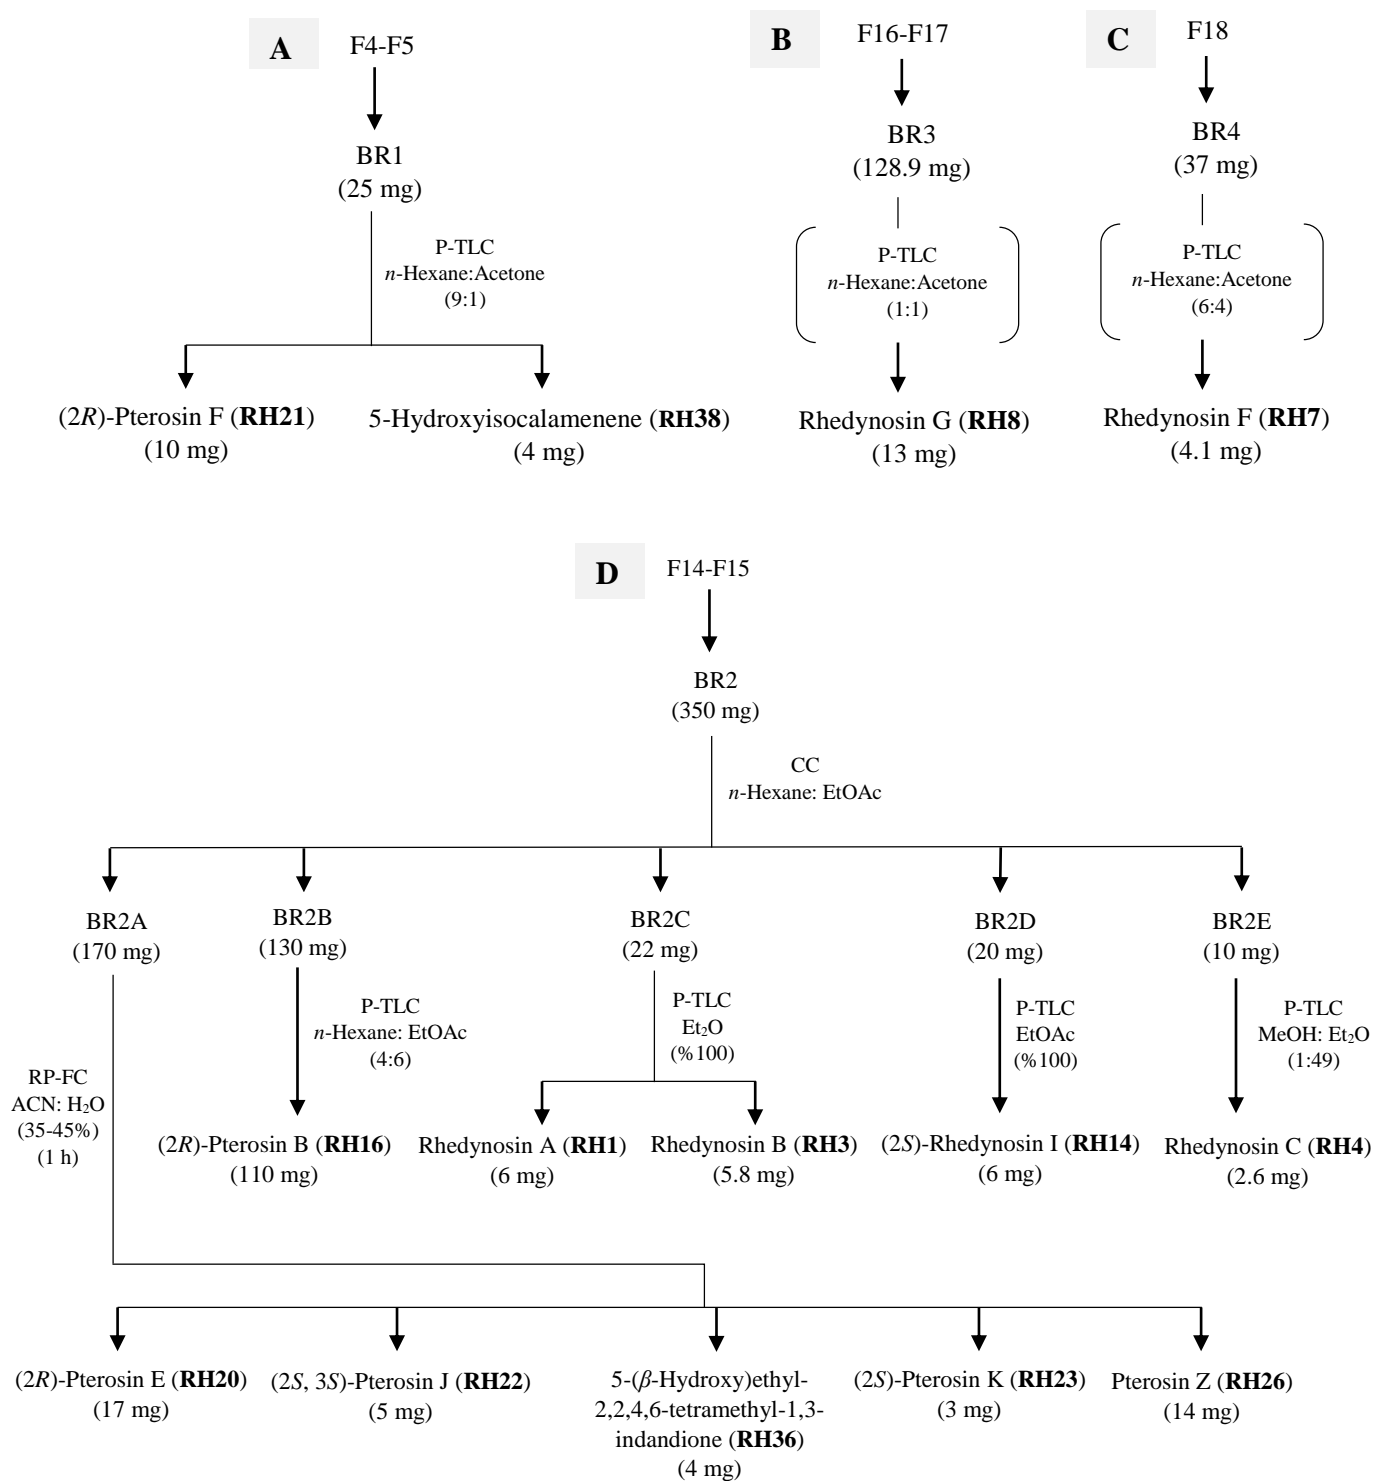 A
F4-F5
BR1
(25 mg)
P-TLC
n-Hexane:Acetone
(9:1)
(2R)-Pterosin F (RH21)
(10 mg)
5-Hydroxyisocalamenene (RH38)
(4 mg)
B
F16-F17
BR3
(128.9 mg)
P-TLC
n-Hexane:Acetone
(1:1)
Rhedynosin G (RH8)
(13 mg)
C
F18
BR4
(37 mg)
P-TLC
n-Hexane:Acetone
(6:4)
Rhedynosin F (RH7)
(4.1 mg)
D
F14-F15
BR2
(350 mg)
CC
n-Hexane: EtOAc
BR2A
(170 mg)
BR2B
(130 mg)
BR2C
(22 mg)
BR2D
(20 mg)
BR2E
(10 mg)
RP-FC
ACN: H₂O
(35-45%)
(1 h)
P-TLC
n-Hexane: EtOAc
(4:6)
P-TLC
Et₂O
(%100)
P-TLC
EtOAc
(%100)
P-TLC
MeOH: Et₂O
(1:49)
(2R)-Pterosin B (RH16)
(110 mg)
Rhedynosin A (RH1)
(6 mg)
Rhedynosin B (RH3)
(5.8 mg)
(2S)-Rhedynosin I (RH14)
(6 mg)
Rhedynosin C (RH4)
(2.6 mg)
(2R)-Pterosin E (RH20)
(17 mg)
(2S, 3S)-Pterosin J (RH22)
(5 mg)
5-(β-Hydroxy)ethyl-
2,2,4,6-tetramethyl-1,3-
indandione (RH36)
(4 mg)
(2S)-Pterosin K (RH23)
(3 mg)
Pterosin Z (RH26)
(14 mg)